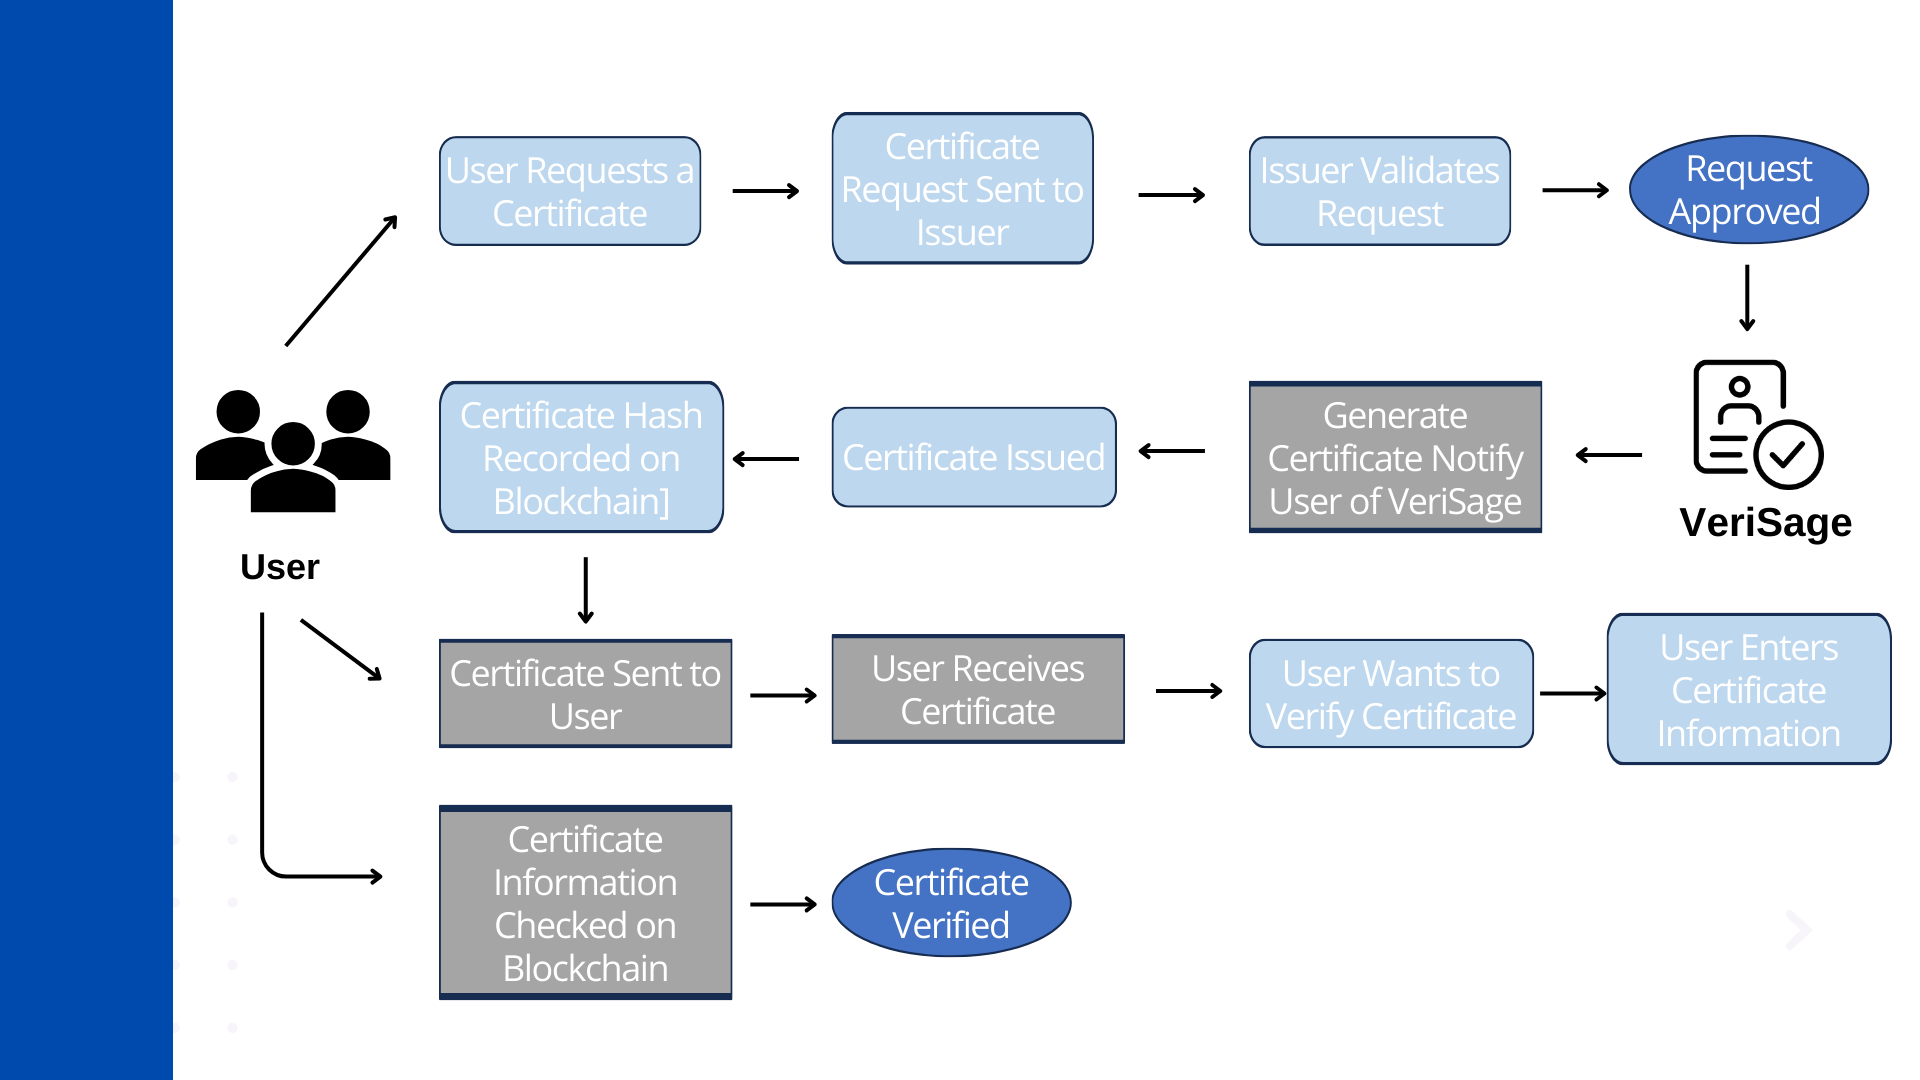 User Requests a
Certificate
Certificate
Request Sent to
Issuer
Issuer Validates
Request
Request
Approved
User
Certificate Hash
Recorded on
Blockchain]
Certificate Issued
Generate
Certificate Notify
User of VeriSage
VeriSage
Certificate Sent to
User
User Receives
Certificate
User Wants to
Verify Certificate
User Enters
Certificate
Information
Certificate
Information
Checked on
Blockchain
Certificate
Verified